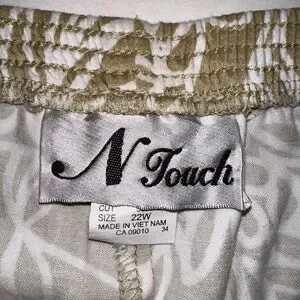 N Touch
CUT
SIZE 22W
MADE IN VIET NAM
CA 09010 34